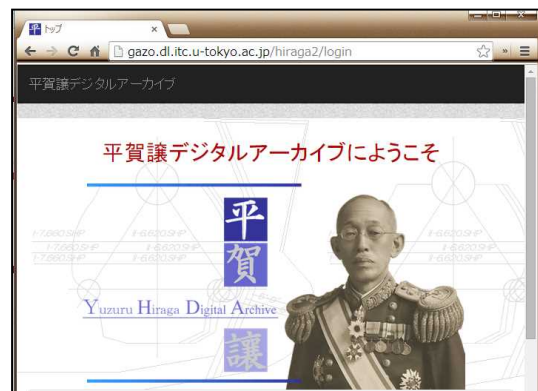 平 トップ ×
gazo.dl.itc.u-tokyo.ac.jp/hiraga2/login
平賀譲デジタルアーカイブ
平賀譲デジタルアーカイブにようこそ
平
賀
Yuzuru Hiraga Digital Archive
讓